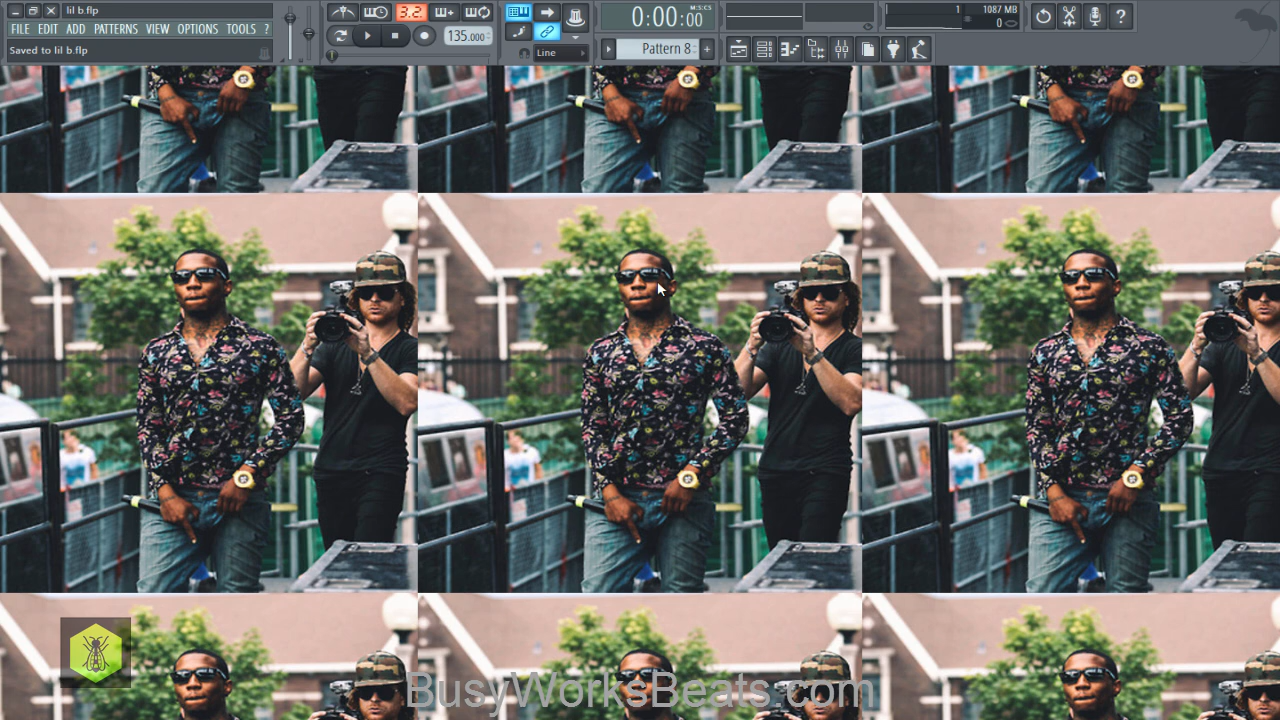 lil b.flp
FILE EDIT ADD PATTERNS VIEW OPTIONS TOOLS ?
Saved to lil b.flp
3.2
135.000
Line
0:00:00
M:S:CS
Pattern 8
1
1087 MB
0
BusyWorksBeats.com